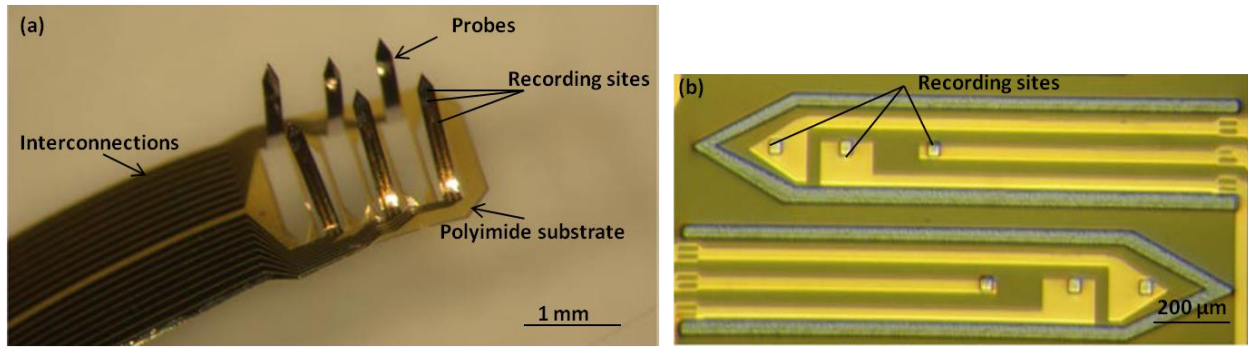 (a)
Probes
Recording sites
Interconnections
Polyimide substrate
1 mm
(b)
Recording sites
200 µm